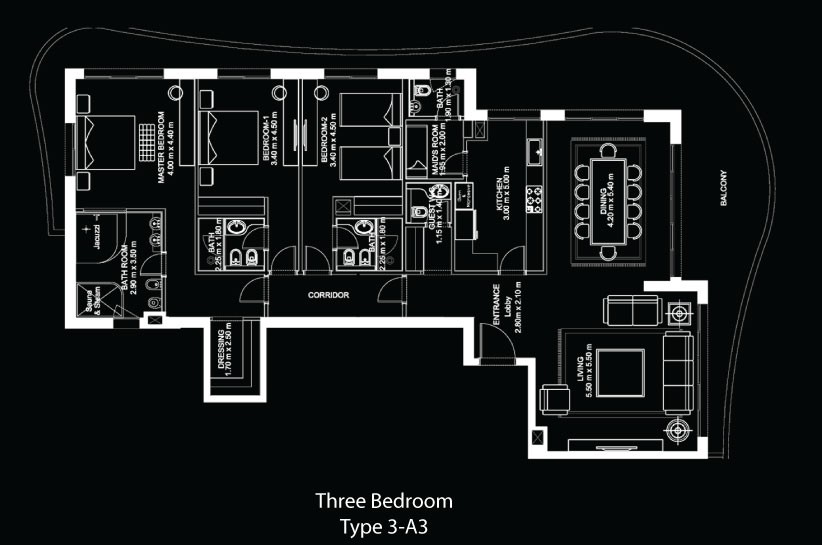 MASTER BEDROOM
4.00 m x 4.40 m
BEDROOM-1
3.40 m x 4.50 m
BEDROOM-2
3.40 m x 4.50 m
BATH
1.90 m x 1.30 m
MAID'S ROOM
1.95 m x 2.00 m
KITCHEN
3.00 m x 5.00 m
DINING
4.20 m x 5.40 m
BALCONY
Jacuzzi
BATH ROOM
2.90 m x 3.50 m
Sauna
& Steam
BATH
2.25 m x 1.80 m
BATH
2.25 m x 1.80 m
GUEST
1.15 m x 1.40 m
CORRIDOR
ENTRANCE
Lobby
2.80m x 2.10 m
DRESSING
1.70 m x 2.50 m
LIVING
5.50 m x 5.50 m
Three Bedroom
Type 3-A3